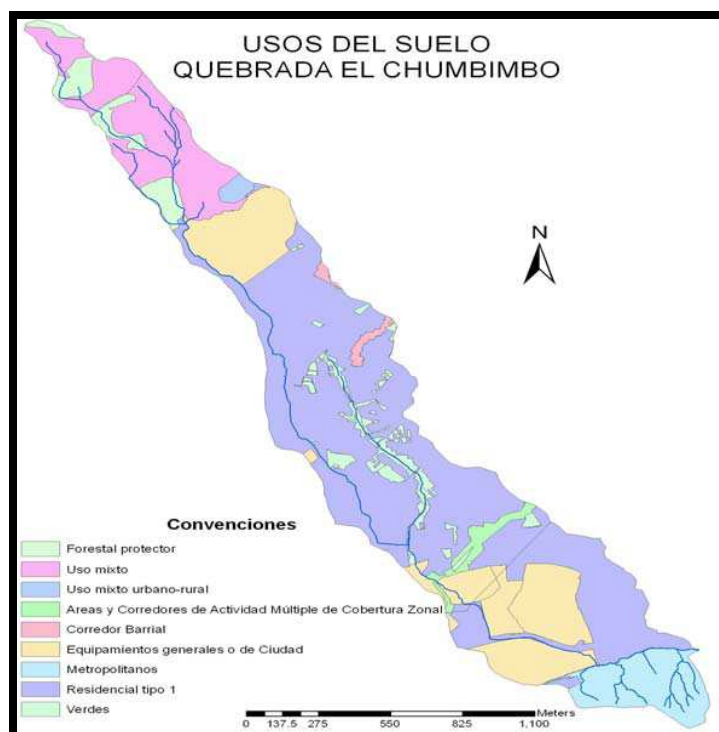 USOS DEL SUELO
QUEBRADA EL CHUMBIMBO
N
Convenciones
Forestal protector
Uso mixto
Uso mixto urbano-rural
Areas y Corredores de Actividad Múltiple de Cobertura Zonal
Corredor Barrial
Equipamientos generales o de Ciudad
Metropolitanos
Residencial tipo 1
Verdes
Meters
0 137.5 275 550 825 1,100